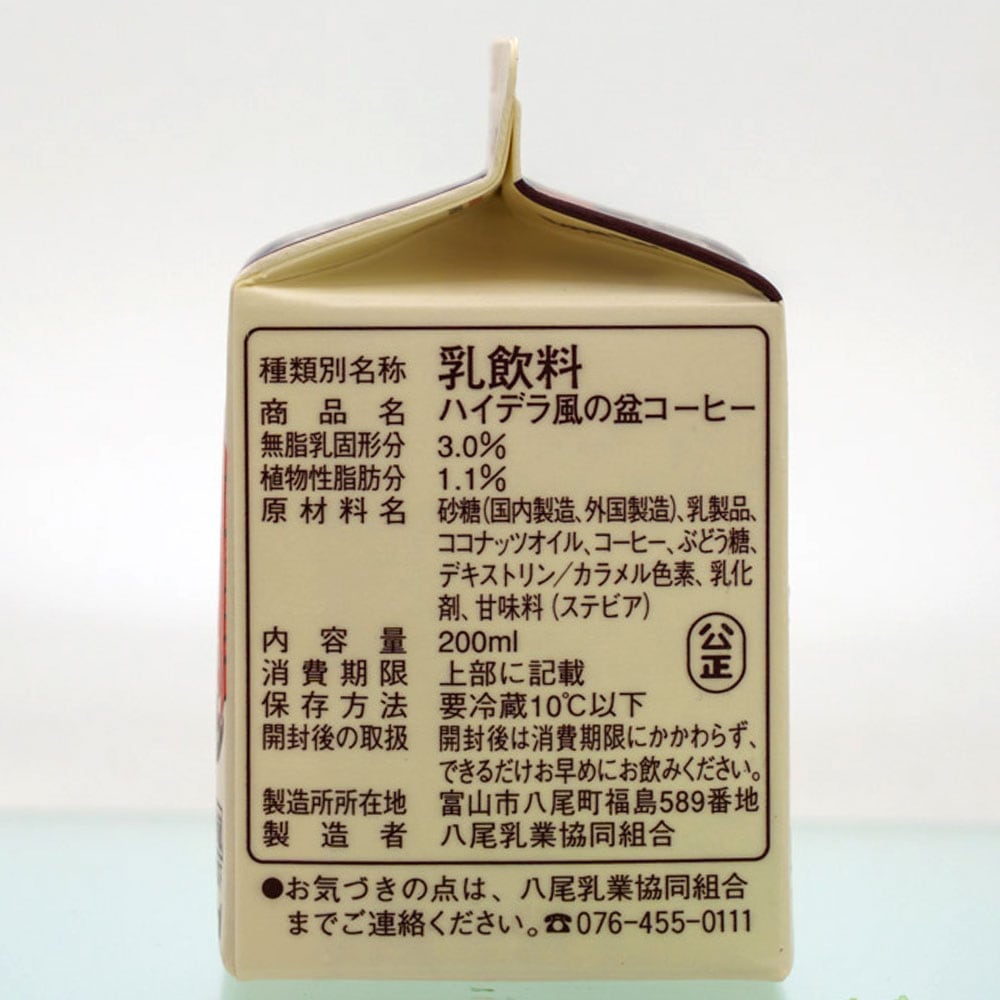 種類別名称 乳飲料
商品名 ハイデラ風の盆コーヒー
無脂乳固形分 3.0%
植物性脂肪分 1.1%
原材料名 砂糖(国内製造、外国製造)、乳製品、
ココナッツオイル、コーヒー、ぶどう糖、
デキストリン/カラメル色素、乳化
剤、甘味料(ステビア)
公正
内容量 200ml
消費期限 上部に記載
保存方法 要冷蔵10℃以下
開封後の取扱 開封後は消費期限にかかわらず、
できるだけお早めにお飲みください。
製造所所在地 富山市八尾町福島589番地
製造者 八尾乳業協同組合
●お気づきの点は、八尾乳業協同組合
までご連絡ください。☎076-455-0111